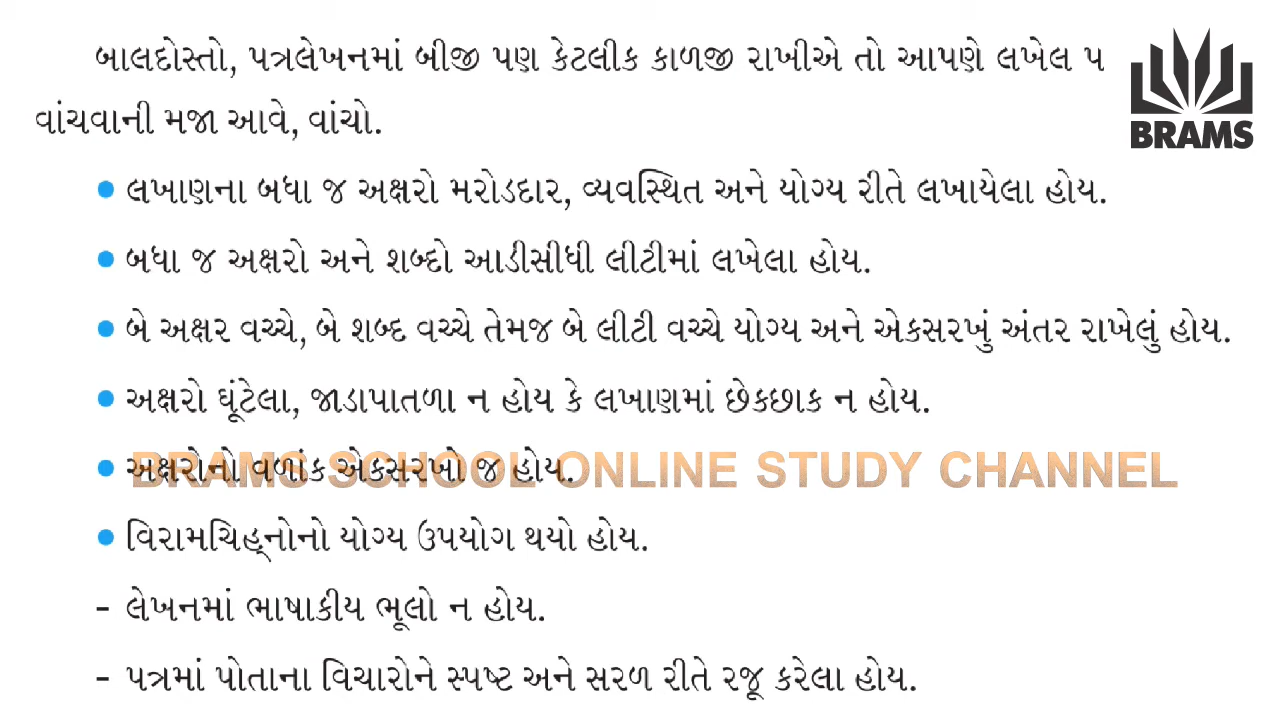 બાલદોસ્તો, પત્રલેખનમાં બીજી પણ કેટલીક કાળજી રાખીએ તો આપણે લખેલ પ
વાંચવાની મજા આવે, વાંચો.
BRAMS
● લખાણના બધા જ અક્ષરો મરોડદાર, વ્યવસ્થિત અને યોગ્ય રીતે લખાયેલા હોય.
● બધા જ અક્ષરો અને શબ્દો આડીસીધી લીટીમાં લખેલા હોય.
● બે અક્ષર વચ્ચે, બે શબ્દ વચ્ચે તેમજ બે લીટી વચ્ચે યોગ્ય અને એકસરખું અંતર રાખેલું હોય.
● અક્ષરો ઘૂંટેલા, જાડાપાતળા ન હોય કે લખાણમાં છેકછાક ન હોય.
● અક્ષરોનો વળાંક એકસરખો જ હોય.
BRAMS SCHOOL ONLINE STUDY CHANNEL
● વિરામચિહ્નોનો યોગ્ય ઉપયોગ થયો હોય.
- લેખનમાં ભાષાકીય ભૂલો ન હોય.
- પત્રમાં પોતાના વિચારોને સ્પષ્ટ અને સરળ રીતે રજૂ કરેલા હોય.